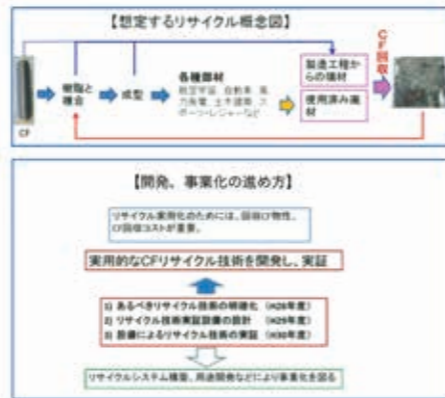 【想定するリサイクル概念図】
CF
樹脂と
複合
成型
各種部材
航空宇宙、自動車、風
力発電、土木建築、ス
ポーツ・レジャーなど
製造工程か
らの端材
使用済み廃
材
CF回収
【開発、事業化の進め方】
リサイクル実用化のためには、回収CF物性、
CF回収コストが重要。
実用的なCFリサイクル技術を開発し、実証
1) あるべきリサイクル技術の明確化 (H28年度)
2) リサイクル技術実証設備の設計 (H29年度)
3) 設備によるリサイクル技術の実証 (H30年度)
リサイクルシステム構築、用途開発などにより事業化を図る